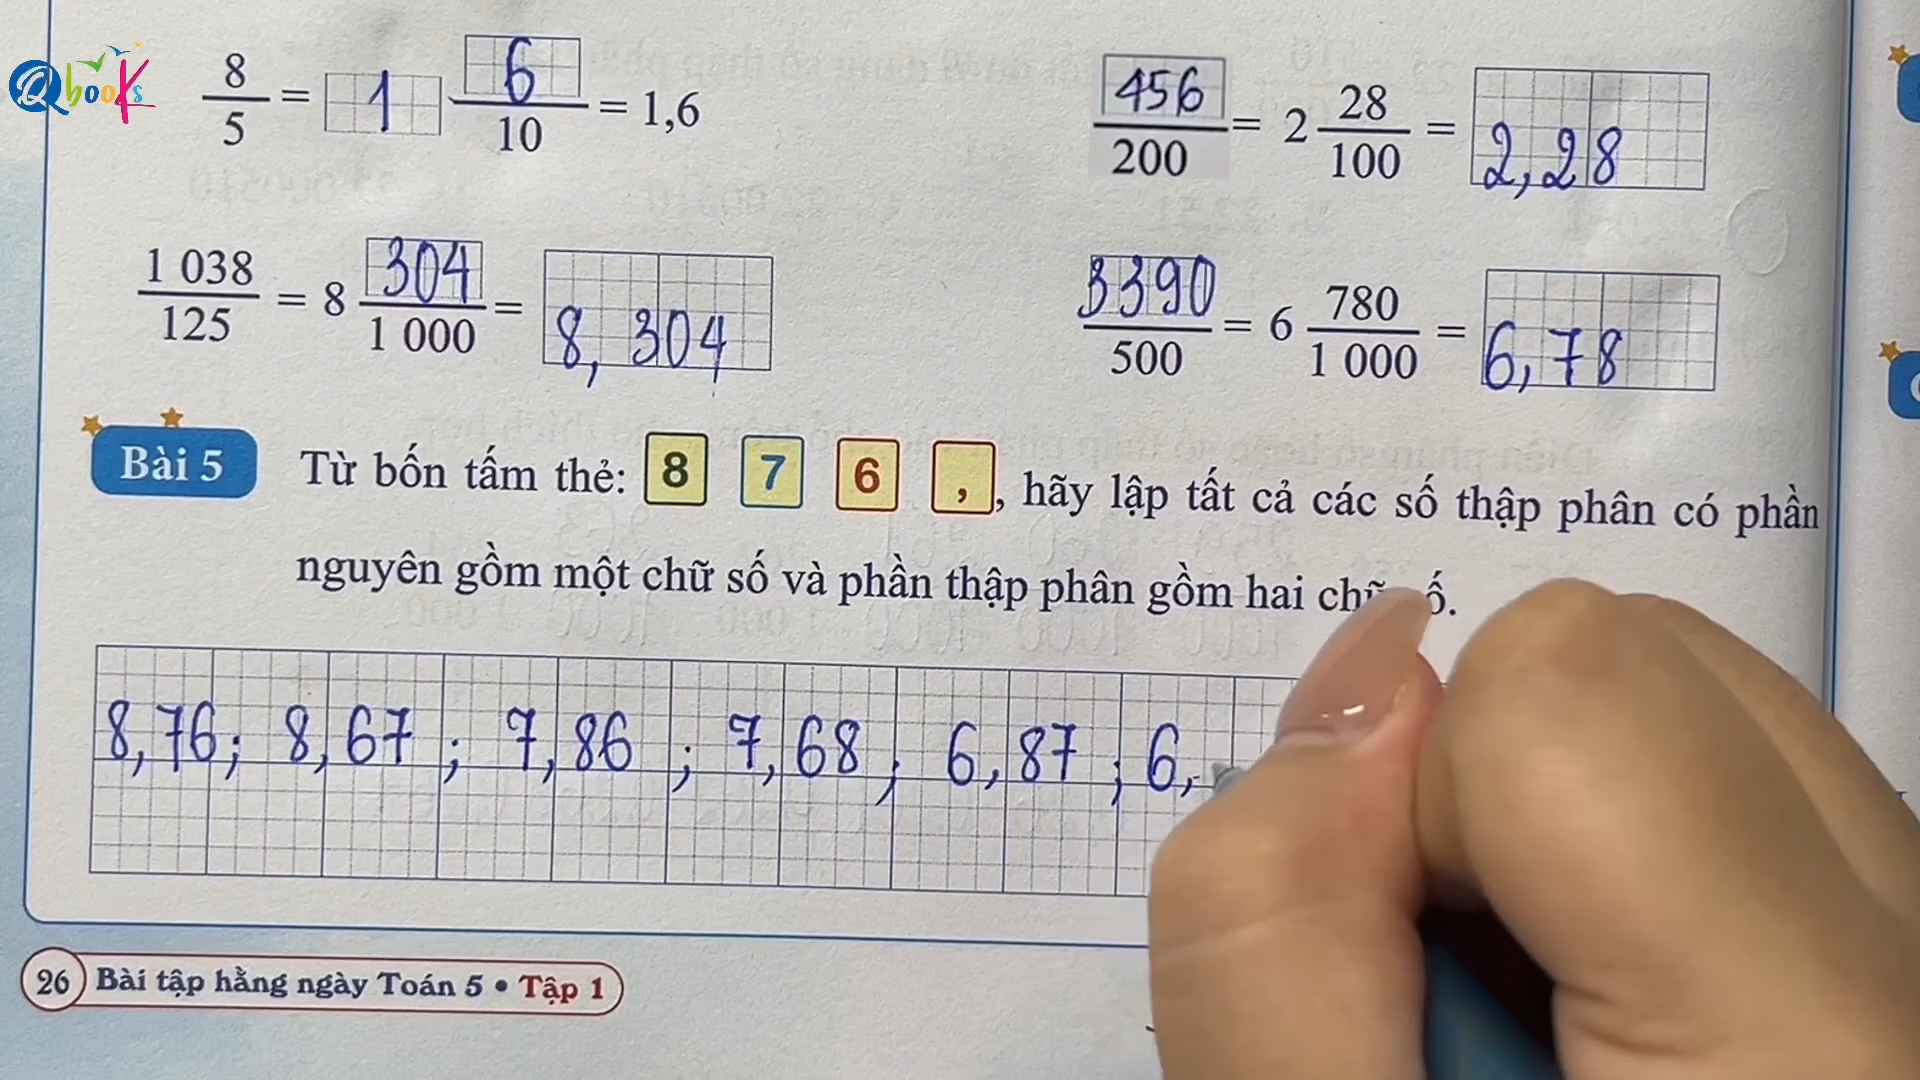 Qbooks
8/5 = 1 6/10 = 1,6
456/200 = 2 28/100 = 2,28
1 038/125 = 8 304/1 000 = 8,304
3390/500 = 6 780/1 000 = 6,78
Bài 5 Từ bốn tấm thẻ: 8 7 6 , , hãy lập tất cả các số thập phân có phần
nguyên gồm một chữ số và phần thập phân gồm hai chữ số.
8,76; 8,67; 7,86; 7,68; 6,87; 6,
26 Bài tập hằng ngày Toán 5 • Tập 1